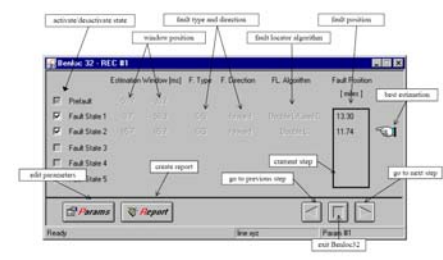 activate/desactivate state
window position
fault type and direction
fault locator algorithm
fault position
Benloc 32 - REC #1
Estimation Window [ms] F. Type F. Direction FL. Algorithm Fault Position
[miles]
best estimation
Prefault
Fault State 1 13.30
Fault State 2 11.74
Fault State 3
Fault State 4
State 5
create report
current step
edit parameters
go to previous step
go to next step
Params Report
exit Benloc32
Ready line xyz Param #1